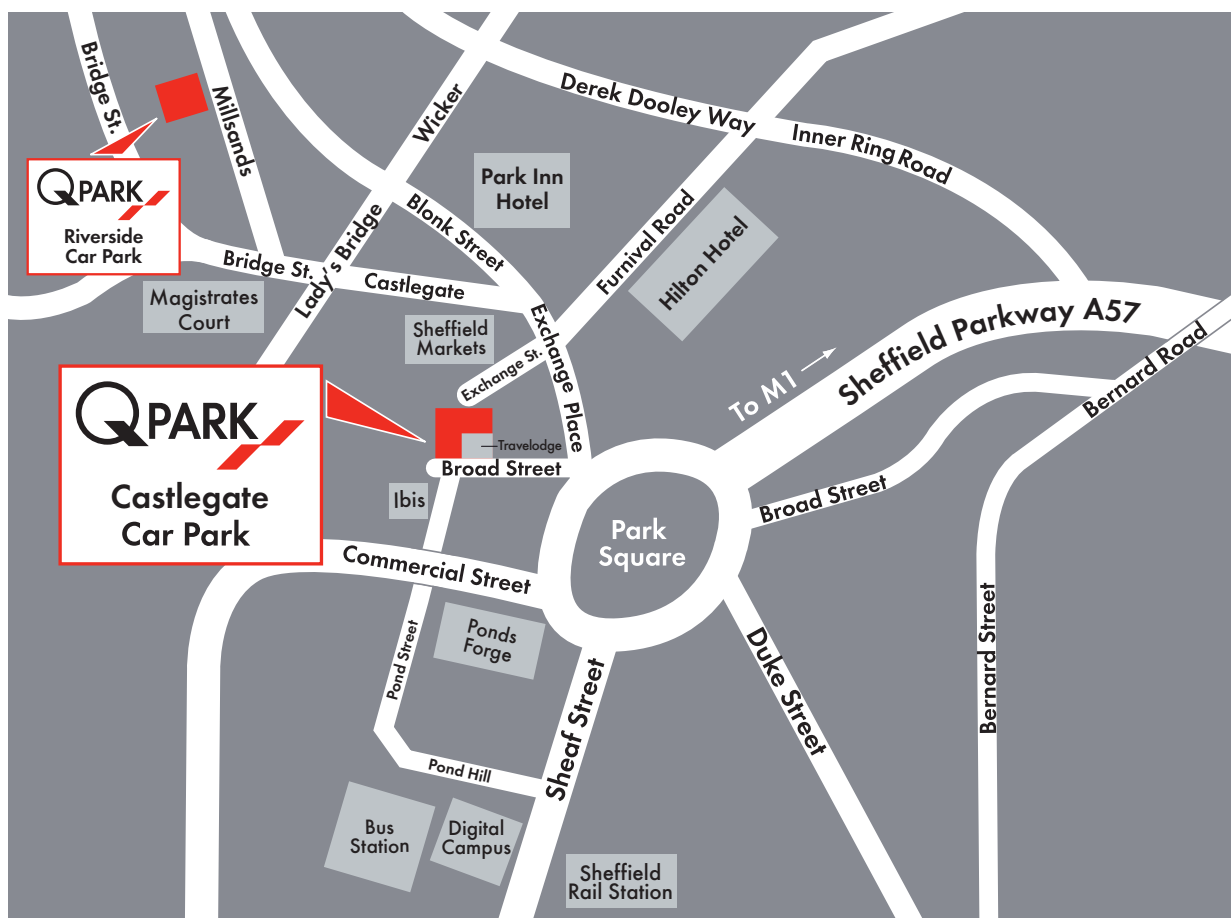 Bridge St.
Millsands
Wicker
Derek Dooley Way
Inner Ring Road
Q PARK
Riverside
Car Park
Park Inn
Hotel
Blonk Street
Lady's Bridge
Furnival Road
Hilton Hotel
Bridge St.
Castlegate
Magistrates
Court
Sheffield
Markets
Exchange St.
Exchange Place
To M1
Sheffield Parkway A57
Bernard Road
Q PARK
Castlegate
Car Park
Travelodge
Broad Street
Ibis
Park
Square
Broad Street
Commercial Street
Ponds
Forge
Pond Street
Pond Hill
Sheaf Street
Duke Street
Bernard Street
Bus
Station
Digital
Campus
Sheffield
Rail Station